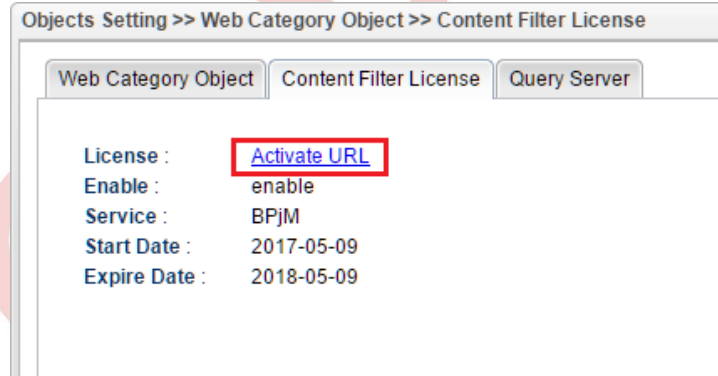 Objects Setting >> Web Category Object >> Content Filter License
Web Category Object Content Filter License Query Server
License : Activate URL
Enable : enable
Service : BPjM
Start Date : 2017-05-09
Expire Date : 2018-05-09